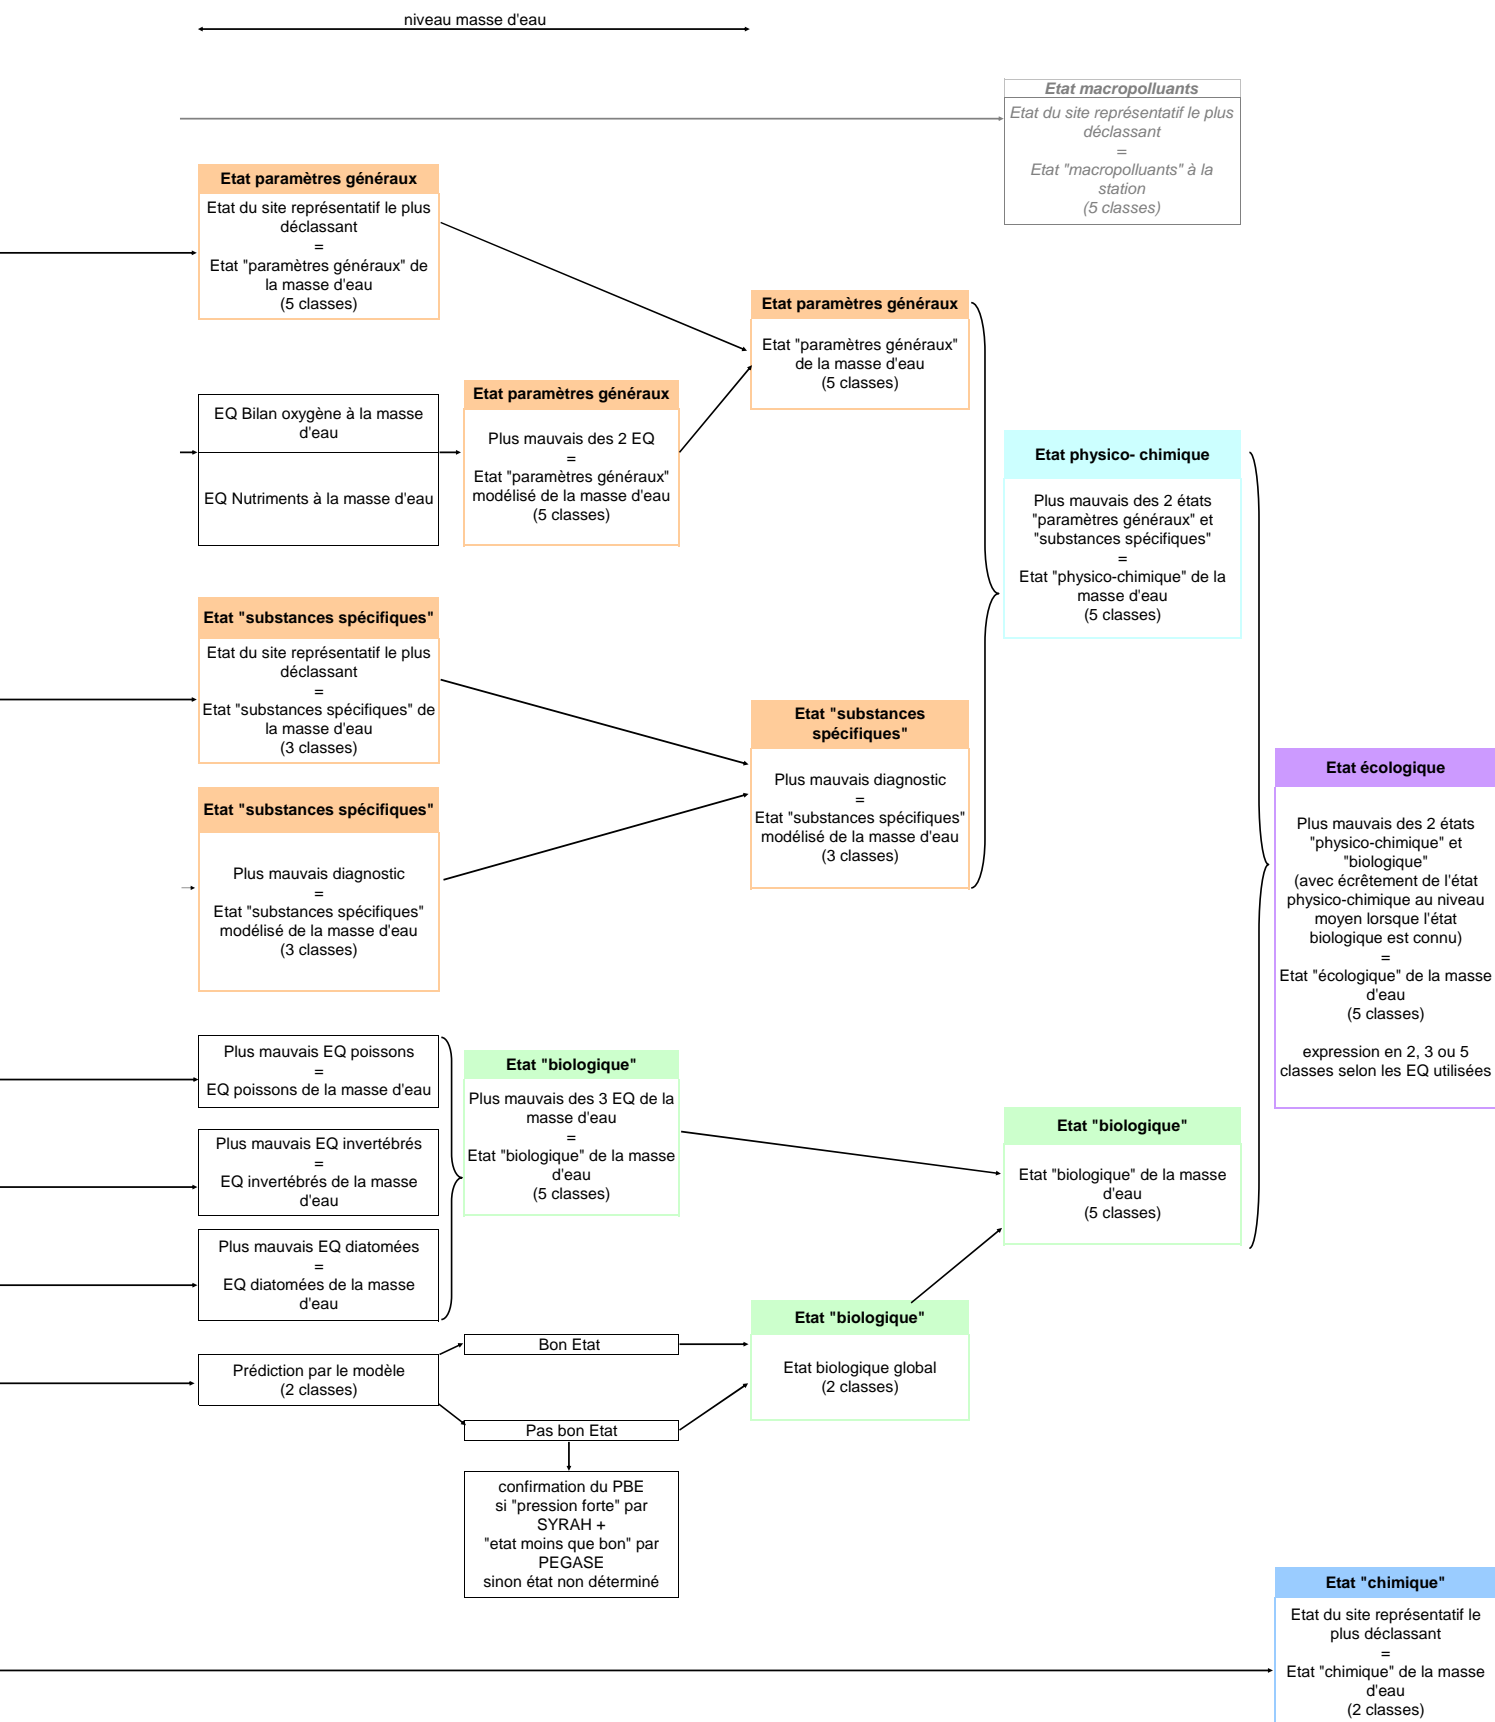 niveau masse d'eau
Etat macropolluants
Etat du site représentatif le plus
déclassant
=
Etat "macropolluants" à la
station
(5 classes)
Etat paramètres généraux
Etat du site représentatif le plus
déclassant
=
Etat "paramètres généraux" de
la masse d'eau
(5 classes)
Etat paramètres généraux
Etat "paramètres généraux"
de la masse d'eau
(5 classes)
EQ Bilan oxygène à la masse
d'eau
EQ Nutriments à la masse d'eau
Etat paramètres généraux
Plus mauvais des 2 EQ
=
Etat "paramètres généraux"
modélisé de la masse d'eau
(5 classes)
Etat physico- chimique
Plus mauvais des 2 états
"paramètres généraux" et
"substances spécifiques"
=
Etat "physico-chimique" de la
masse d'eau
(5 classes)
Etat "substances spécifiques"
Etat du site représentatif le plus
déclassant
=
Etat "substances spécifiques" de
la masse d'eau
(3 classes)
Etat "substances
spécifiques"
Plus mauvais diagnostic
=
Etat "substances spécifiques"
modélisé de la masse d'eau
(3 classes)
Etat "substances spécifiques"
Plus mauvais diagnostic
=
Etat "substances spécifiques"
modélisé de la masse d'eau
(3 classes)
Etat écologique
Plus mauvais des 2 états
"physico-chimique" et
"biologique"
(avec écrêtement de l'état
physico-chimique au niveau
moyen lorsque l'état
biologique est connu)
=
Etat "écologique" de la masse
d'eau
(5 classes)
expression en 2, 3 ou 5
classes selon les EQ utilisées
Plus mauvais EQ poissons
=
EQ poissons de la masse d'eau
Plus mauvais EQ invertébrés
=
EQ invertébrés de la masse
d'eau
Plus mauvais EQ diatomées
=
EQ diatomées de la masse
d'eau
Etat "biologique"
Plus mauvais des 3 EQ de la
masse d'eau
=
Etat "biologique" de la masse
d'eau
(5 classes)
Etat "biologique"
Etat "biologique" de la masse
d'eau
(5 classes)
Prédiction par le modèle
(2 classes)
Bon Etat
Pas bon Etat
Etat "biologique"
Etat biologique global
(2 classes)
confirmation du PBE
si "pression forte" par
SYRAH +
"etat moins que bon" par
PEGASE
sinon état non déterminé
Etat "chimique"
Etat du site représentatif le
plus déclassant
=
Etat "chimique" de la masse
d'eau
(2 classes)